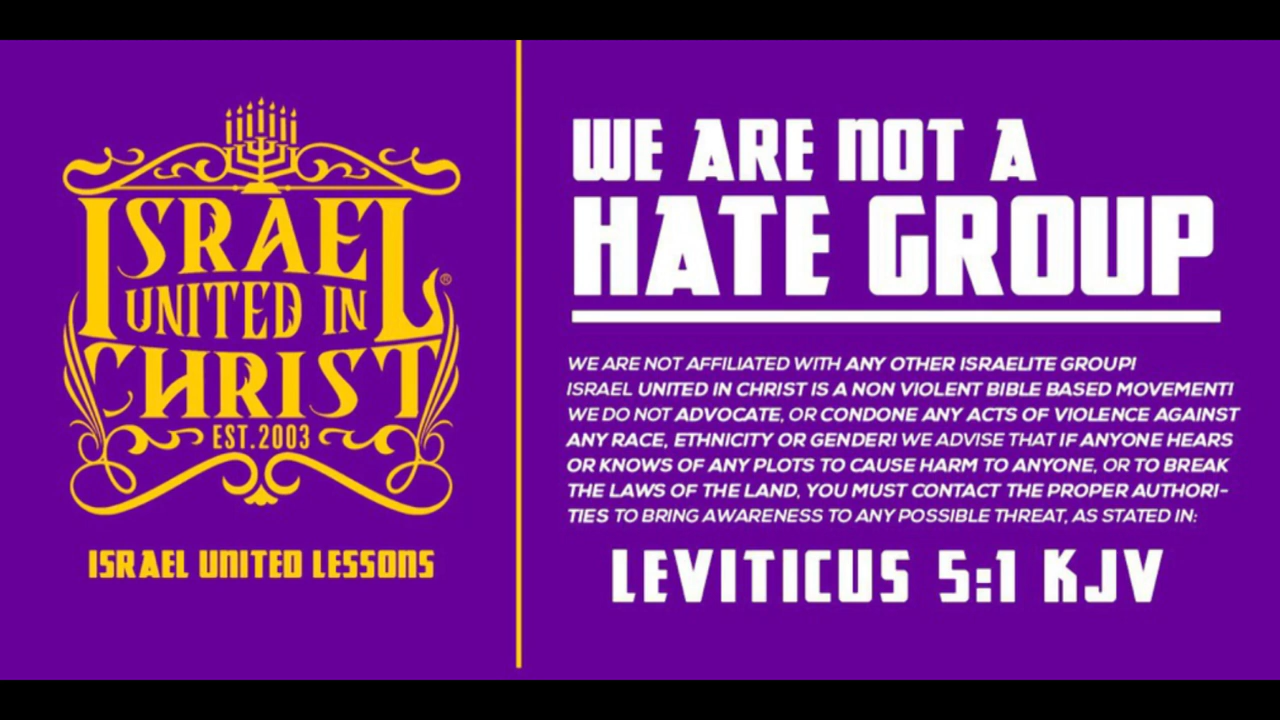 ISRAEL
UNITED IN
CHRIST®
EST. 2003
ISRAEL UNITED LESSONS
WE ARE NOT A
HATE GROUP
WE ARE NOT AFFILIATED WITH ANY OTHER ISRAELITE GROUP!
ISRAEL UNITED IN CHRIST IS A NON VIOLENT BIBLE BASED MOVEMENT!
WE DO NOT ADVOCATE, OR CONDONE ANY ACTS OF VIOLENCE AGAINST
ANY RACE, ETHNICITY OR GENDER! WE ADVISE THAT IF ANYONE HEARS
OR KNOWS OF ANY PLOTS TO CAUSE HARM TO ANYONE, OR TO BREAK
THE LAWS OF THE LAND, YOU MUST CONTACT THE PROPER AUTHORI-
TIES TO BRING AWARENESS TO ANY POSSIBLE THREAT, AS STATED IN:
LEVITICUS 5:1 KJV